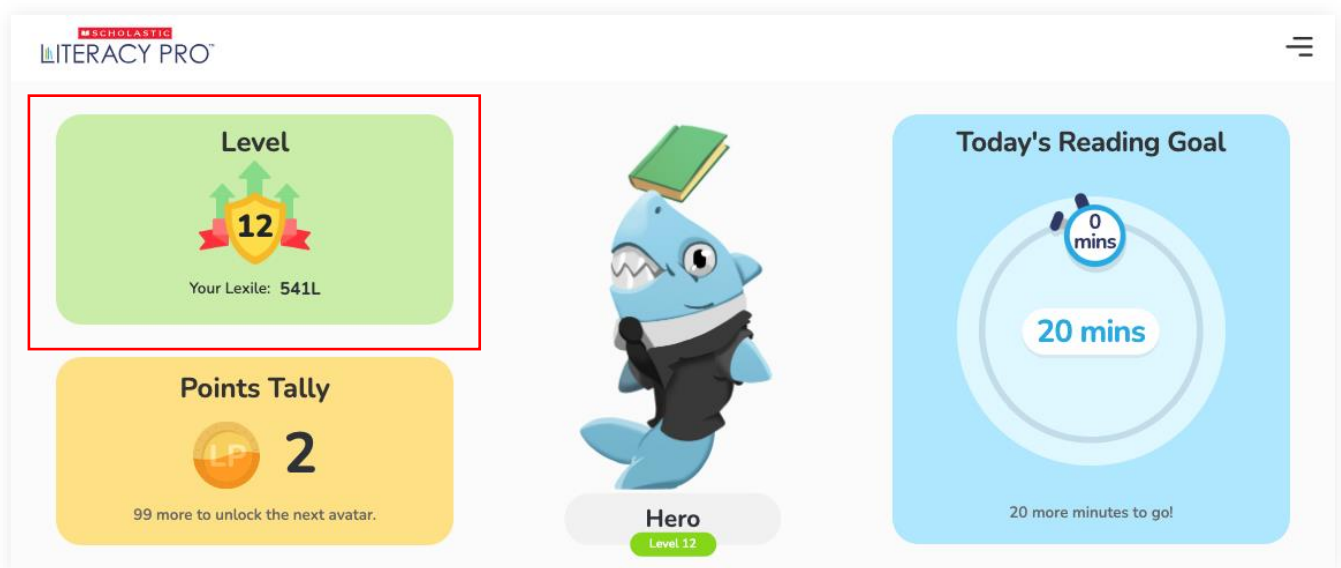 SCHOLASTIC
LITERACY PRO™
Level
12
Your Lexile: 541L
Points Tally
LP 2
99 more to unlock the next avatar.
Hero
Level 12
Today's Reading Goal
0
mins
20 mins
20 more minutes to go!